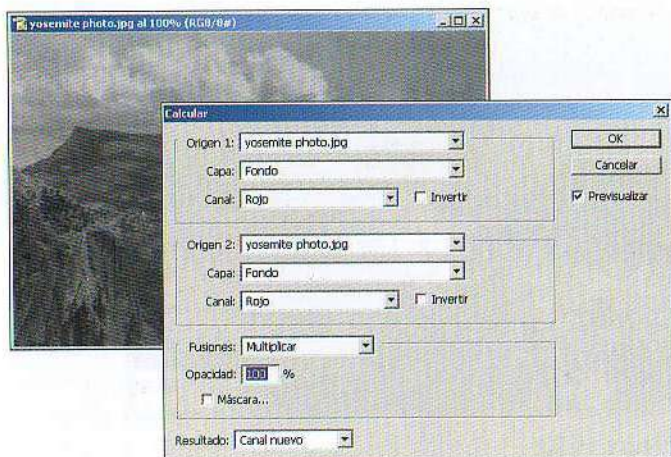 yosemite photo.jpg al 100% (RGB/8#)
Calcular
Origen 1: yosemite photo.jpg
Capa: Fondo
Canal: Rojo Invertir
OK
Cancelar
Previsualizar
Origen 2: yosemite photo.jpg
Capa: Fondo
Canal: Rojo Invertir
Fusiones: Multiplicar
Opacidad: 100 %
Máscara...
Resultado: Canal nuevo